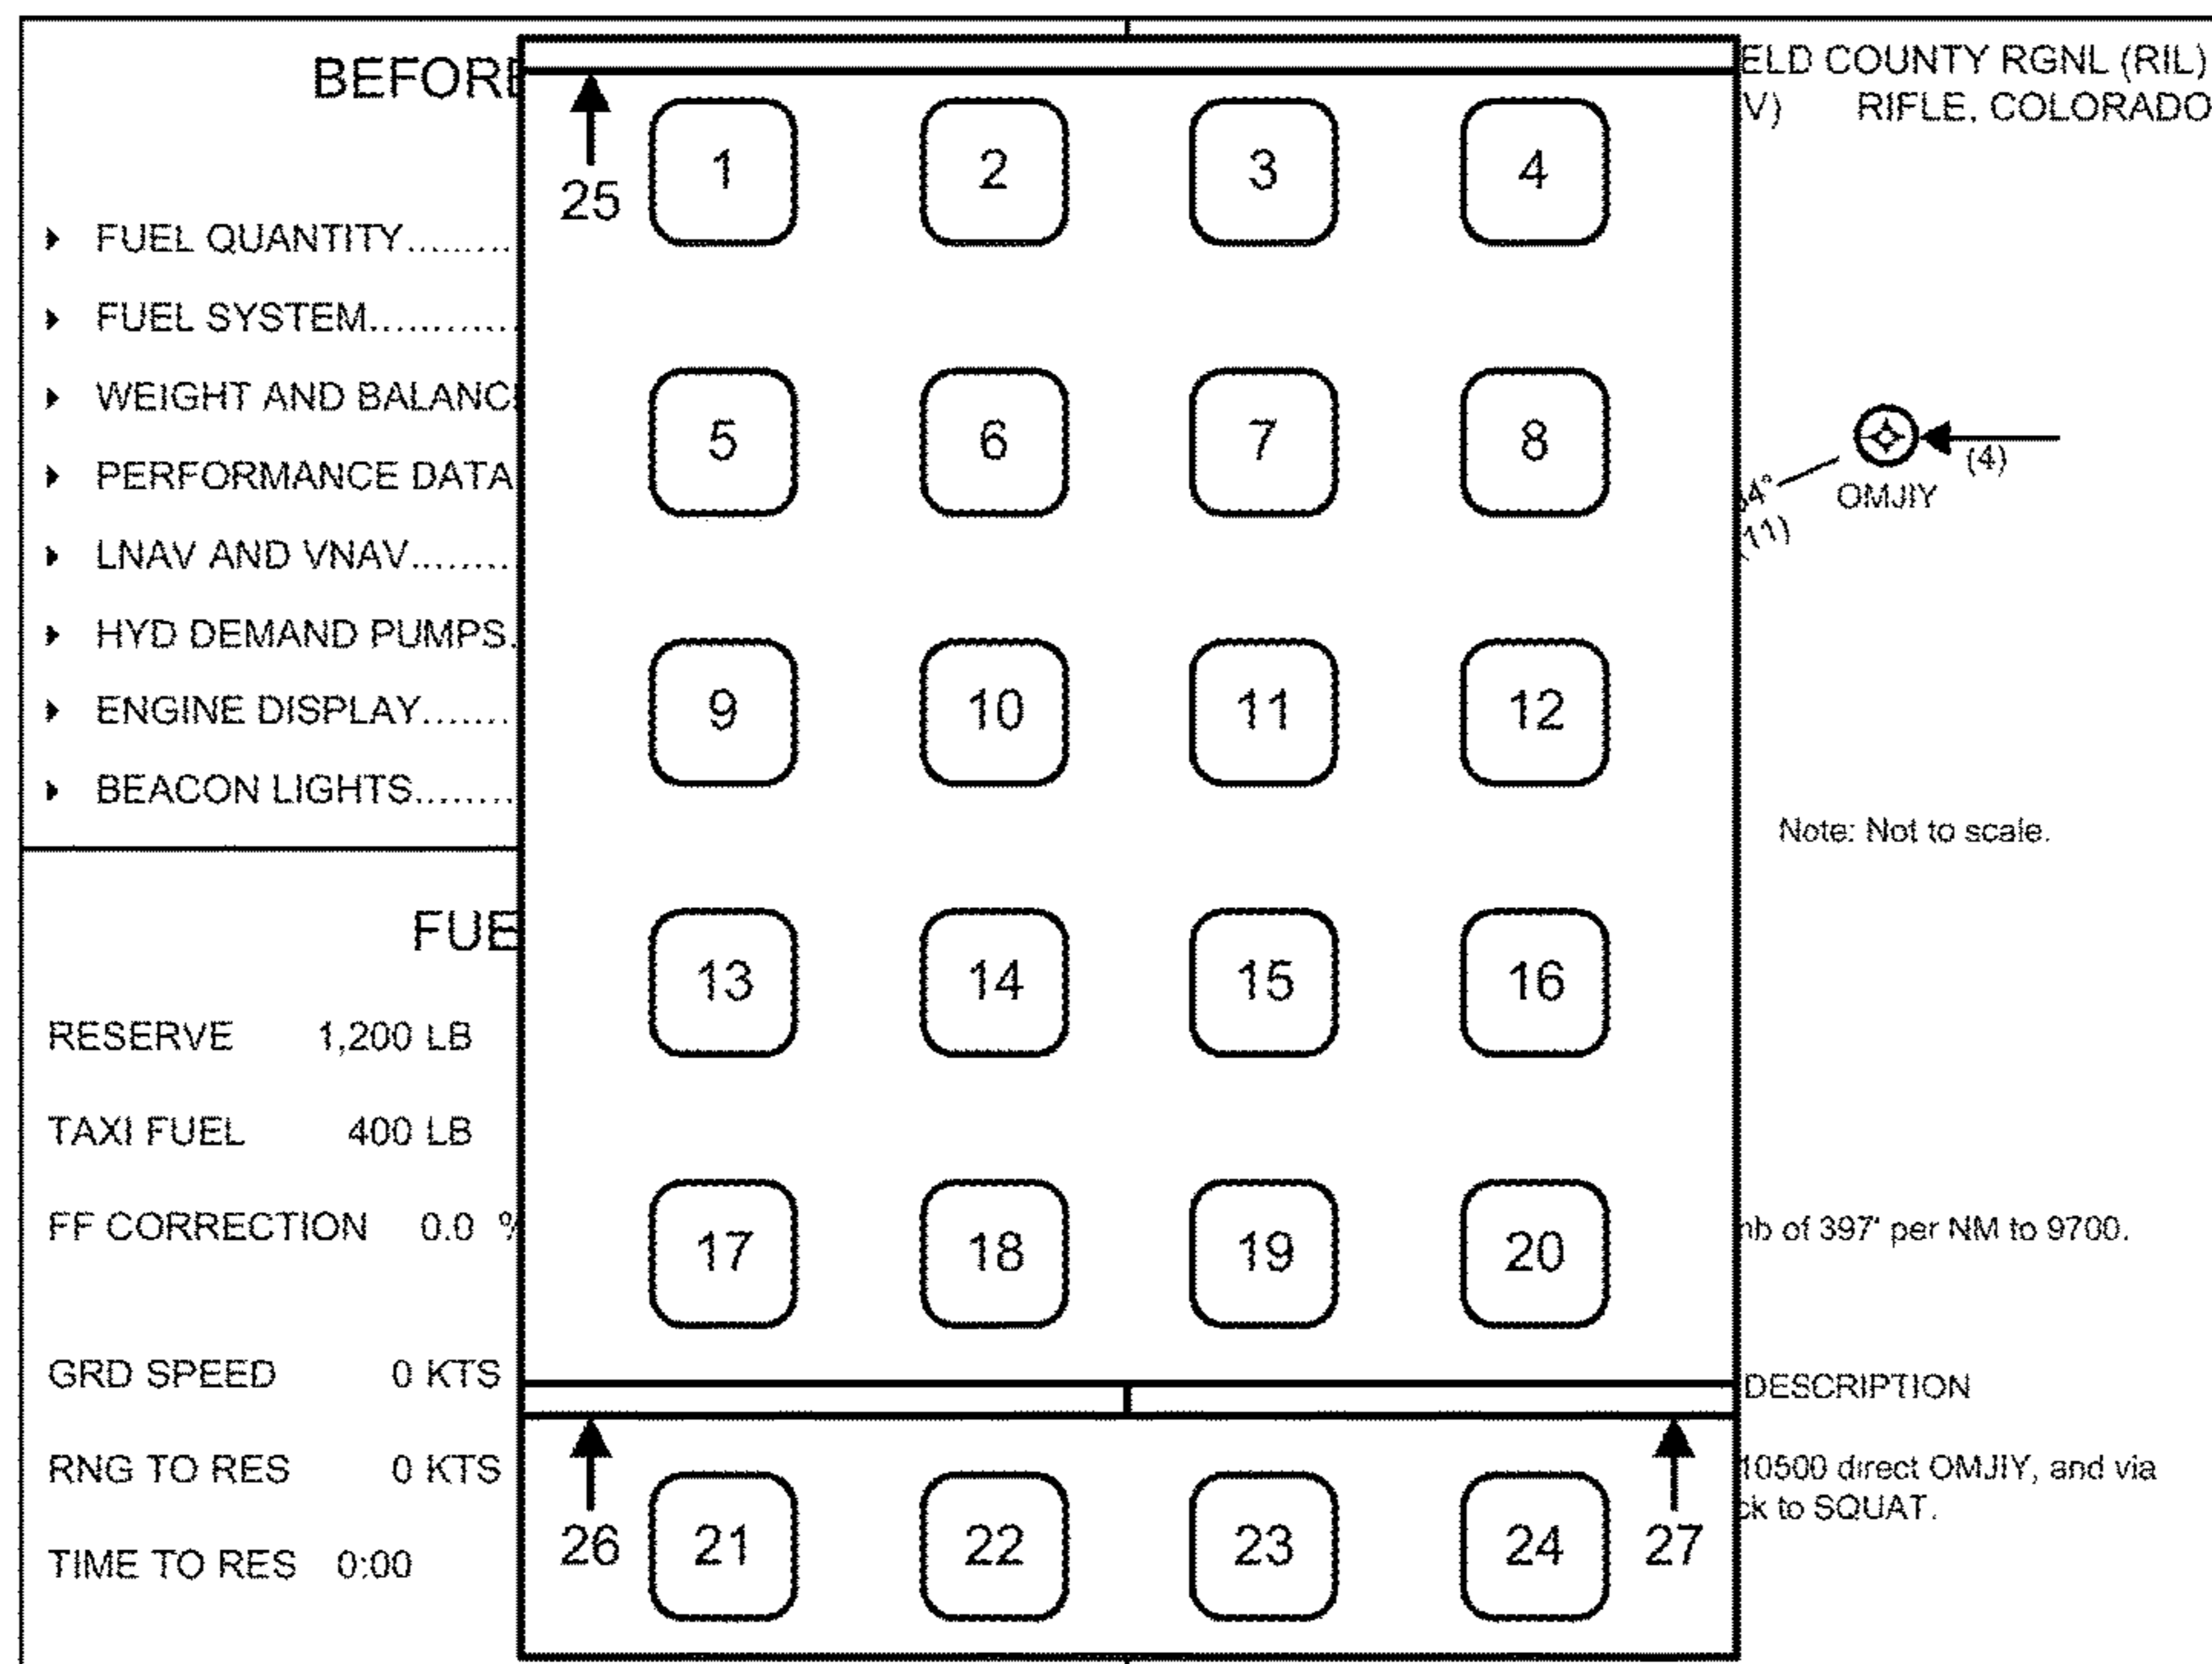 BEFORE
FUEL QUANTITY.........
FUEL SYSTEM.............
WEIGHT AND BALANC
PERFORMANCE DATA
LNAV AND VNAV........
HYD DEMAND PUMPS.
ENGINE DISPLAY.......
BEACON LIGHTS.........
FUE
RESERVE 1,200 LB
TAXI FUEL 400 LB
FF CORRECTION 0.0 %
GRD SPEED 0 KTS
RNG TO RES 0 KTS
TIME TO RES 0:00
25
1 2 3 4
5 6 7 8
9 10 11 12
13 14 15 16
17 18 19 20
26 21 22 23 24 27
ELD COUNTY RGNL (RIL)
V) RIFLE, COLORADO
(4)
OMJIY
4°
(11)
Note: Not to scale.
of 397' per NM to 9700.
DESCRIPTION
10500 direct OMJIY, and via
to SQUAT.